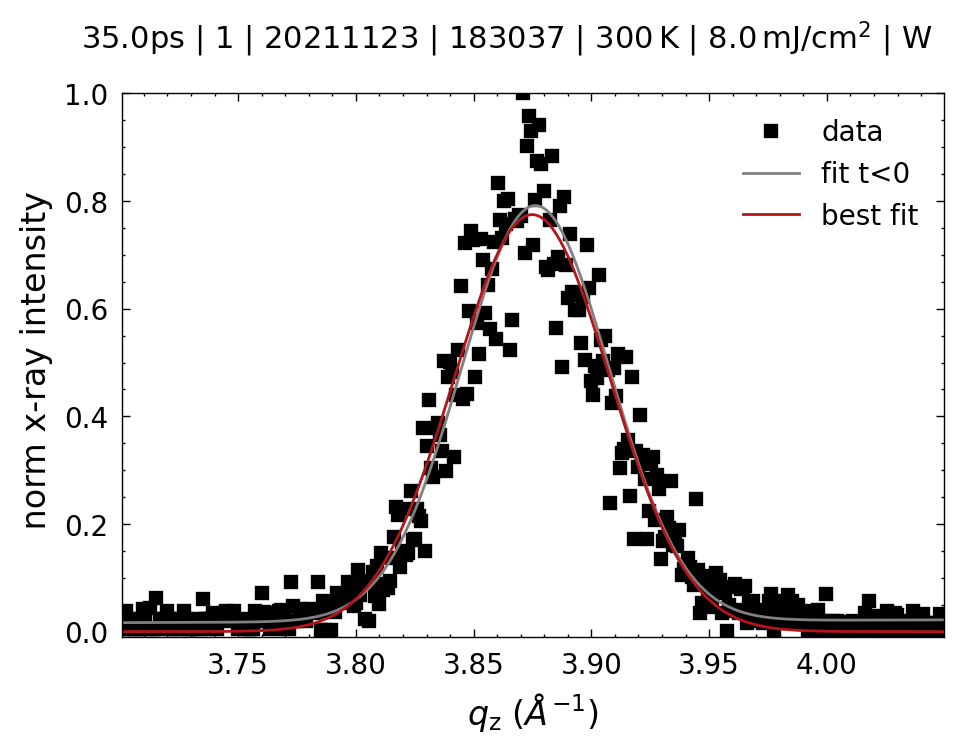 35.0ps | 1 | 20211123 | 183037 | 300 K | 8.0 mJ/cm² | W
1.0
0.8
0.6
0.4
0.2
0.0
norm x-ray intensity
data
fit t<0
best fit
3.75 3.80 3.85 3.90 3.95 4.00
q_z (Å⁻¹)